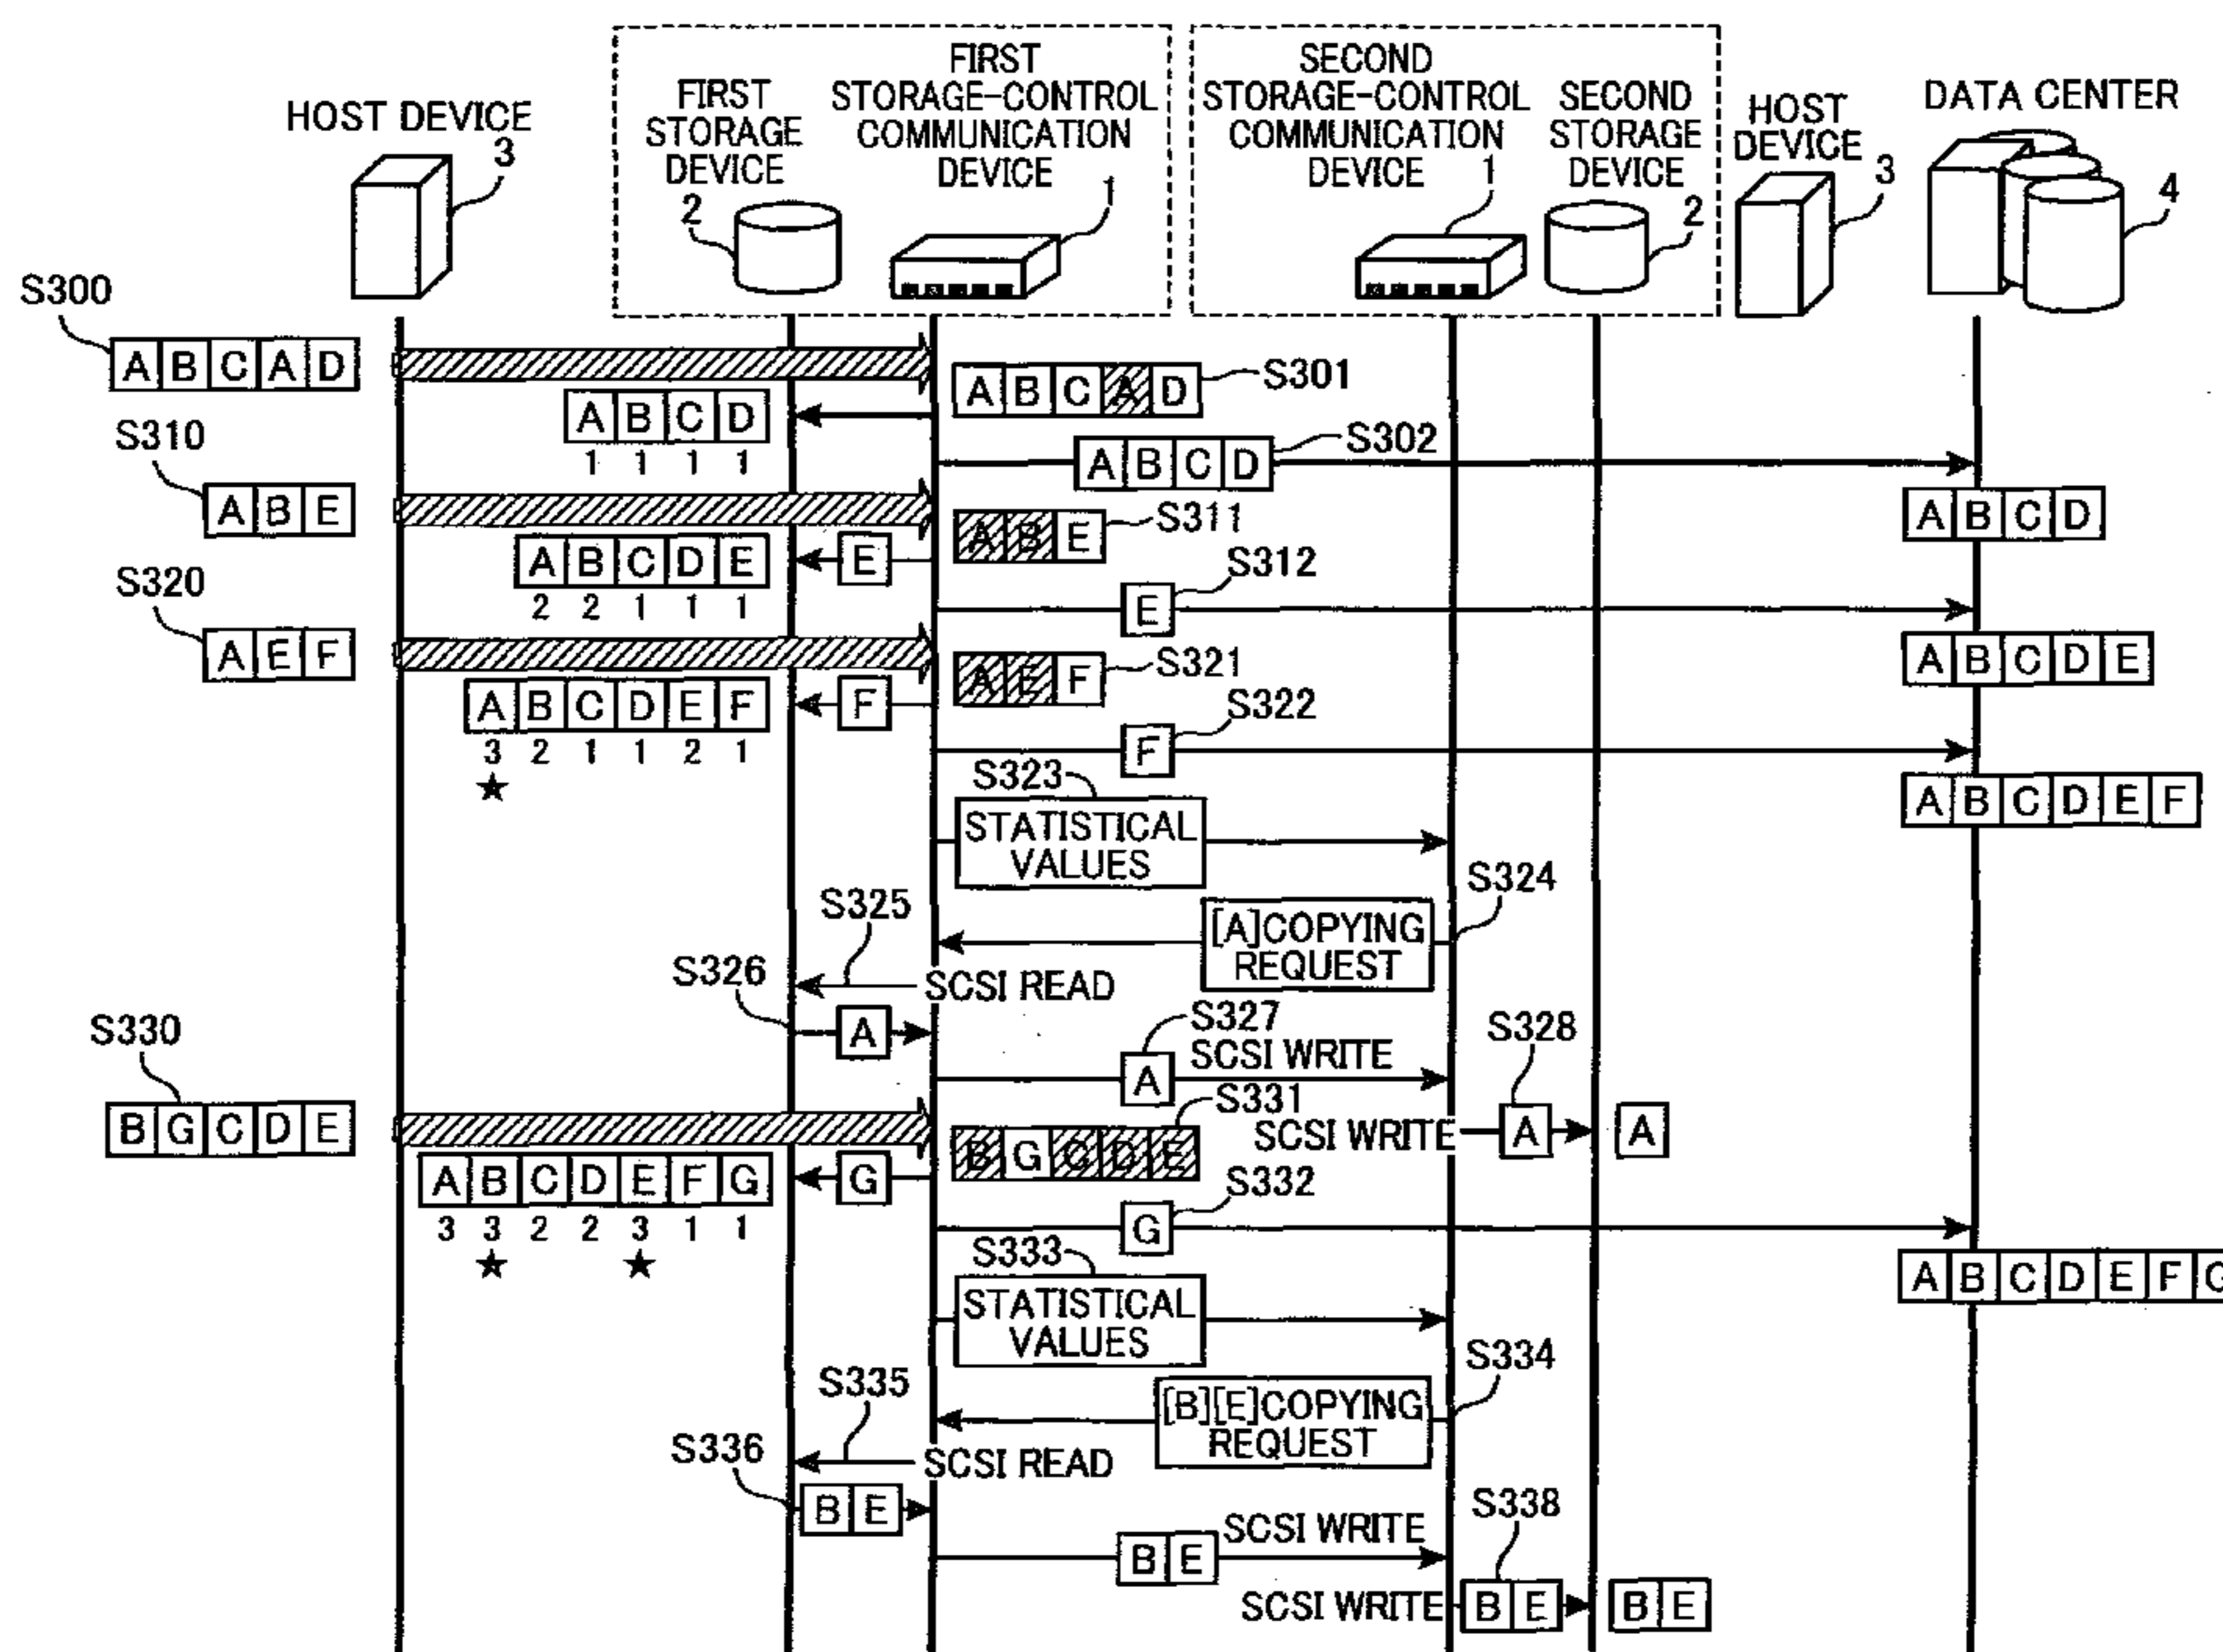 HOST DEVICE
3
FIRST
STORAGE
DEVICE
2
FIRST
STORAGE-CONTROL
COMMUNICATION
DEVICE
1
SECOND
STORAGE-CONTROL
COMMUNICATION
DEVICE
1
SECOND
STORAGE
DEVICE
2
HOST
DEVICE
3
DATA CENTER
4
S300
A B C A D
A B C A D
S301
A B C D
1 1 1 1
A B C D
S302
A B C D
S310
A B E
A B E
S311
E
A B C D E
2 2 1 1 1
E
S312
A B C D E
S320
A E F
A E F
S321
F
A B C D E F
3 2 1 1 2 1
★
F
S322
A B C D E F
S323
STATISTICAL
VALUES
S324
[A]COPYING
REQUEST
S325
SCSI READ
S326
A
S327
SCSI WRITE
A
S328
SCSI WRITE
A
A
S330
B G C D E
B G C D E
S331
G
A B C D E F G
3 3 2 2 3 1 1
★ ★
G
S332
A B C D E F G
S333
STATISTICAL
VALUES
S334
[B][E]COPYING
REQUEST
S335
SCSI READ
S336
B E
SCSI WRITE
B E
S338
SCSI WRITE
B E
B E